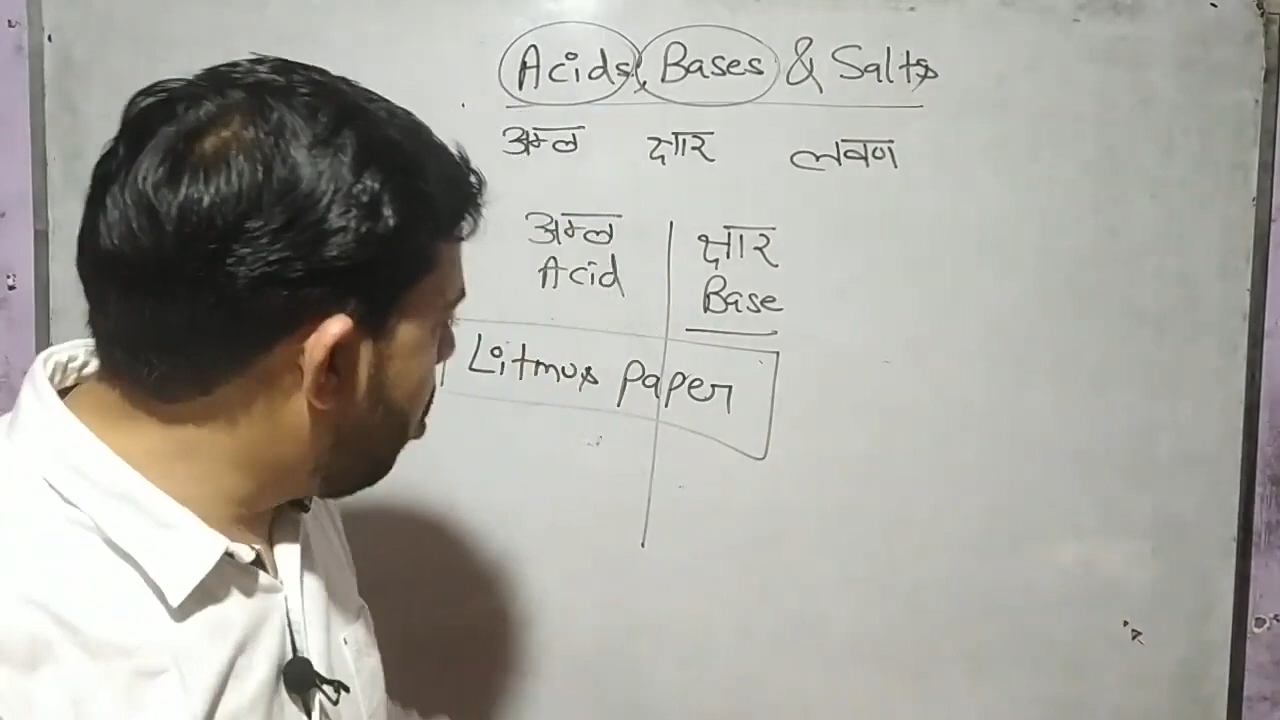 Acids, Bases & Salts
अम्ल क्षार लवण
अम्ल क्षार
Acid Base
Litmus paper